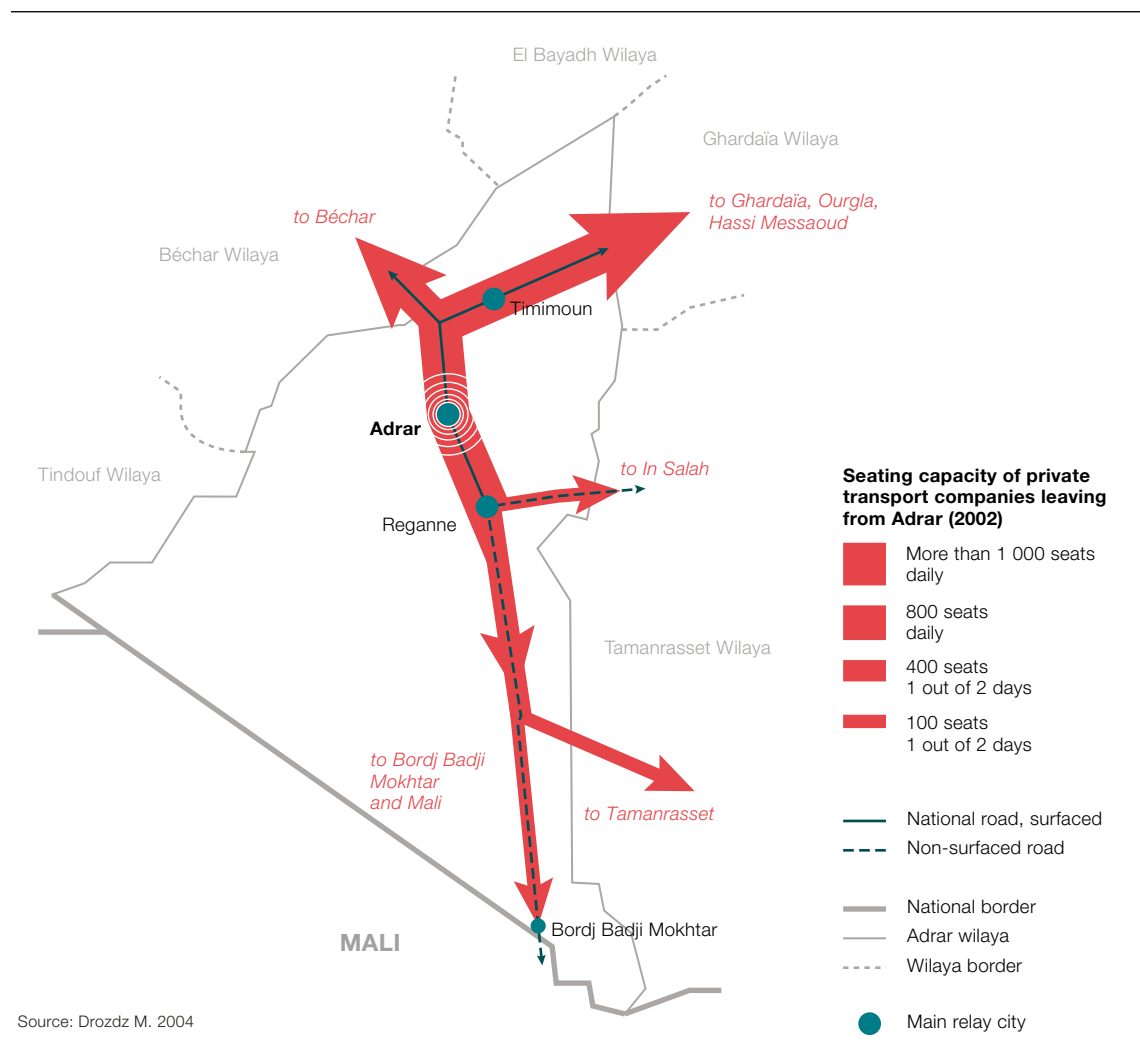 El Bayadh Wilaya
Ghardaïa Wilaya
to Ghardaïa, Ourgla,
Hassi Messaoud
to Béchar
Béchar Wilaya
Timimoun
Adrar
to In Salah
Tindouf Wilaya
Reganne
Tamanrasset Wilaya
to Bordj Badji
Mokhtar
and Mali
to Tamanrasset
Bordj Badji Mokhtar
MALI
Seating capacity of private
transport companies leaving
from Adrar (2002)
More than 1 000 seats
daily
800 seats
daily
400 seats
1 out of 2 days
100 seats
1 out of 2 days
National road, surfaced
Non-surfaced road
National border
Adrar wilaya
Wilaya border
Main relay city
Source: Drozdz M. 2004